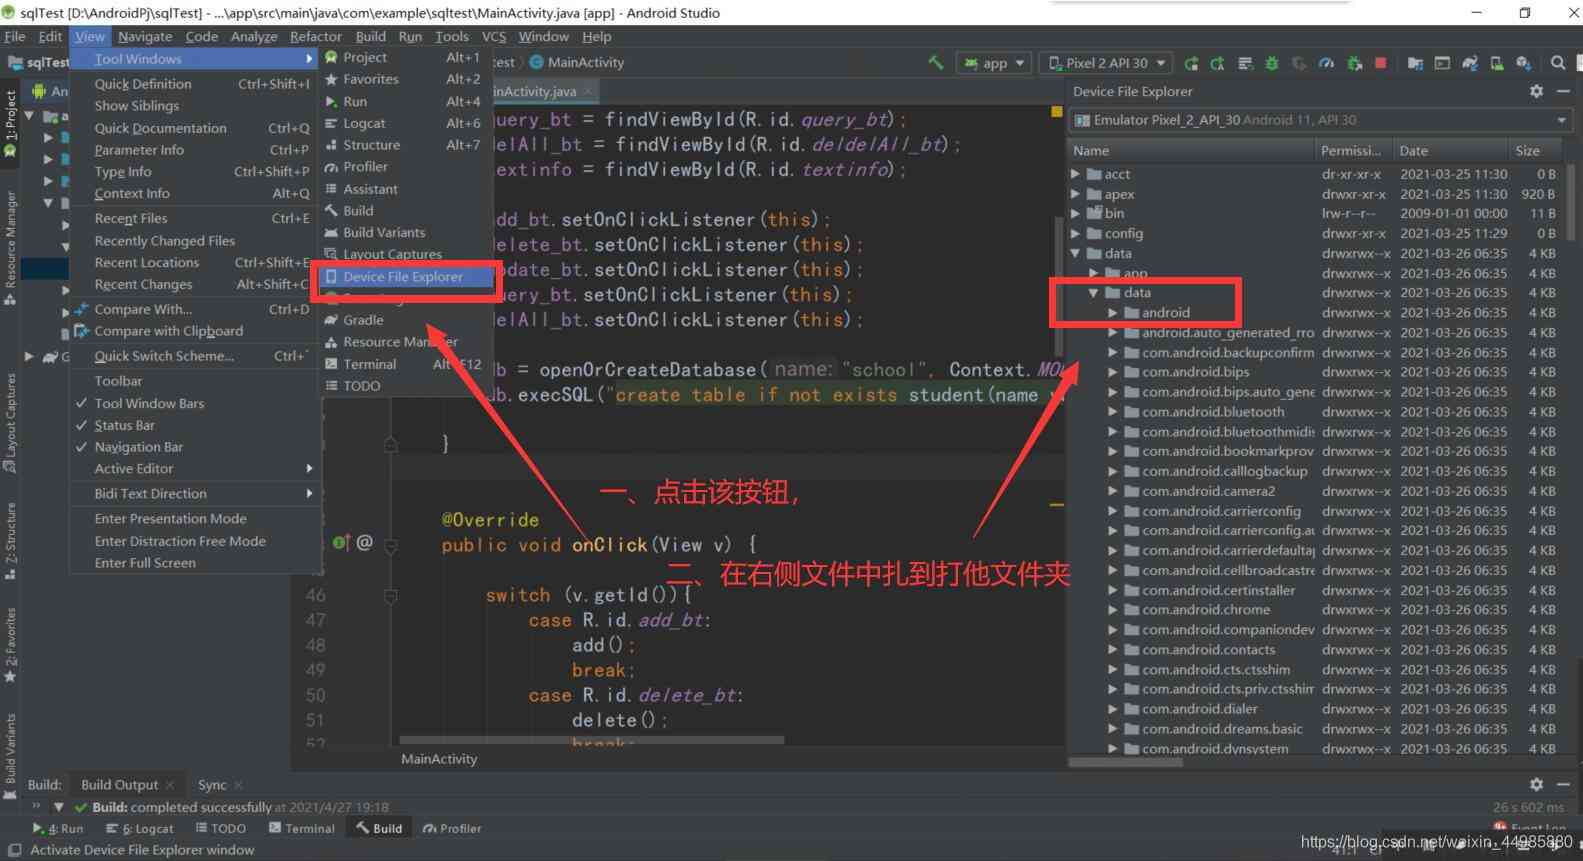 sqlTest [D:\AndroidPj\sqlTest] - ...\app\src\main\java\com\example\sqltest\MainActivity.java [app] - Android Studio
File Edit View Navigate Code Analyze Refactor Build Run Tools VCS Window Help
sqlTest
MainActivity
app
Pixel 2 API 30
Tool Windows
Quick Definition Ctrl+Shift+I
Show Siblings
Quick Documentation Ctrl+Q
Parameter Info Ctrl+P
Type Info Ctrl+Shift+P
Context Info Alt+Q
Recent Files Ctrl+E
Recently Changed Files
Recent Locations Ctrl+Shift+E
Recent Changes Alt+Shift+C
Compare With... Ctrl+D
Compare with Clipboard
Quick Switch Scheme... Ctrl+`
Toolbar
Tool Window Bars
Status Bar
Navigation Bar
Active Editor
Bidi Text Direction
Enter Presentation Mode
Enter Distraction Free Mode
Enter Full Screen
Project Alt+1
Favorites Alt+2
Run Alt+4
Logcat Alt+6
Structure Alt+7
Profiler
Assistant
Build
Build Variants
Layout Captures
Device File Explorer
Gradle
Resource Manager
Terminal Alt+F12
TODO
1: Project
Resource Manager
Layout Captures
Z: Structure
2: Favorites
Build Variants
inActivity.java
query_bt = findViewById(R.id.query_bt);
delAll_bt = findViewById(R.id.deldelAll_bt);
textinfo = findViewById(R.id.textinfo);
add_bt.setOnClickListener(this);
delete_bt.setOnClickListener(this);
update_bt.setOnClickListener(this);
query_bt.setOnClickListener(this);
delAll_bt.setOnClickListener(this);
db = openOrCreateDatabase( name: "school", Context.MO
db.execSQL("create table if not exists student(name v
}
一、点击该按钮，
@Override
public void onClick(View v) {
二、在右侧文件中扎到打他文件夹
46 switch (v.getId()){
47 case R.id.add_bt:
48 add();
49 break;
50 case R.id.delete_bt:
51 delete();
52 break;
MainActivity
Device File Explorer
Emulator Pixel_2_API_30 Android 11, API 30
Name Permissi... Date Size
acct dr-xr-xr-x 2021-03-25 11:30 0 B
apex drwxr-xr-x 2021-03-25 11:30 920 B
bin lrw-r--r-- 2009-01-01 00:00 11 B
config drwxr-xr-x 2021-03-25 11:29 0 B
data drwxrwx--x 2021-03-26 06:35 4 KB
app drwxrwx--x 2021-03-26 06:35 4 KB
data drwxrwx--x 2021-03-26 06:35 4 KB
android drwxrwx--x 2021-03-26 06:35 4 KB
android.auto_generated_rro drwxrwx--x 2021-03-26 06:35 4 KB
com.android.backupconfirm drwxrwx--x 2021-03-26 06:35 4 KB
com.android.bips drwxrwx--x 2021-03-26 06:35 4 KB
com.android.bips.auto_gene drwxrwx--x 2021-03-26 06:35 4 KB
com.android.bluetooth drwxrwx--x 2021-03-26 06:35 4 KB
com.android.bluetoothmidis drwxrwx--x 2021-03-26 06:35 4 KB
com.android.bookmarkprov drwxrwx--x 2021-03-26 06:35 4 KB
com.android.calllogbackup drwxrwx--x 2021-03-26 06:35 4 KB
com.android.camera2 drwxrwx--x 2021-03-26 06:35 4 KB
com.android.carrierconfig drwxrwx--x 2021-03-26 06:35 4 KB
com.android.carrierconfig.au drwxrwx--x 2021-03-26 06:35 4 KB
com.android.carrierdefaulta drwxrwx--x 2021-03-26 06:35 4 KB
com.android.cellbroadcastre drwxrwx--x 2021-03-26 06:35 4 KB
com.android.certinstaller drwxrwx--x 2021-03-26 06:35 4 KB
com.android.chrome drwxrwx--x 2021-03-26 06:35 4 KB
com.android.companiondev drwxrwx--x 2021-03-26 06:35 4 KB
com.android.contacts drwxrwx--x 2021-03-26 06:35 4 KB
com.android.cts.ctsshim drwxrwx--x 2021-03-26 06:35 4 KB
com.android.cts.priv.ctsshim drwxrwx--x 2021-03-26 06:35 4 KB
com.android.dialer drwxrwx--x 2021-03-26 06:35 4 KB
com.android.dreams.basic drwxrwx--x 2021-03-26 06:35 4 KB
com.android.dynsystem drwxrwx--x 2021-03-26 06:35 4 KB
Build: Build Output Sync
Build: completed successfully at 2021/4/27 19:18
26 s 602 ms
4: Run 6: Logcat TODO Terminal Build Profiler
Event Log
Activate Device File Explorer window
https://blog.csdn.net/weixin_44985880